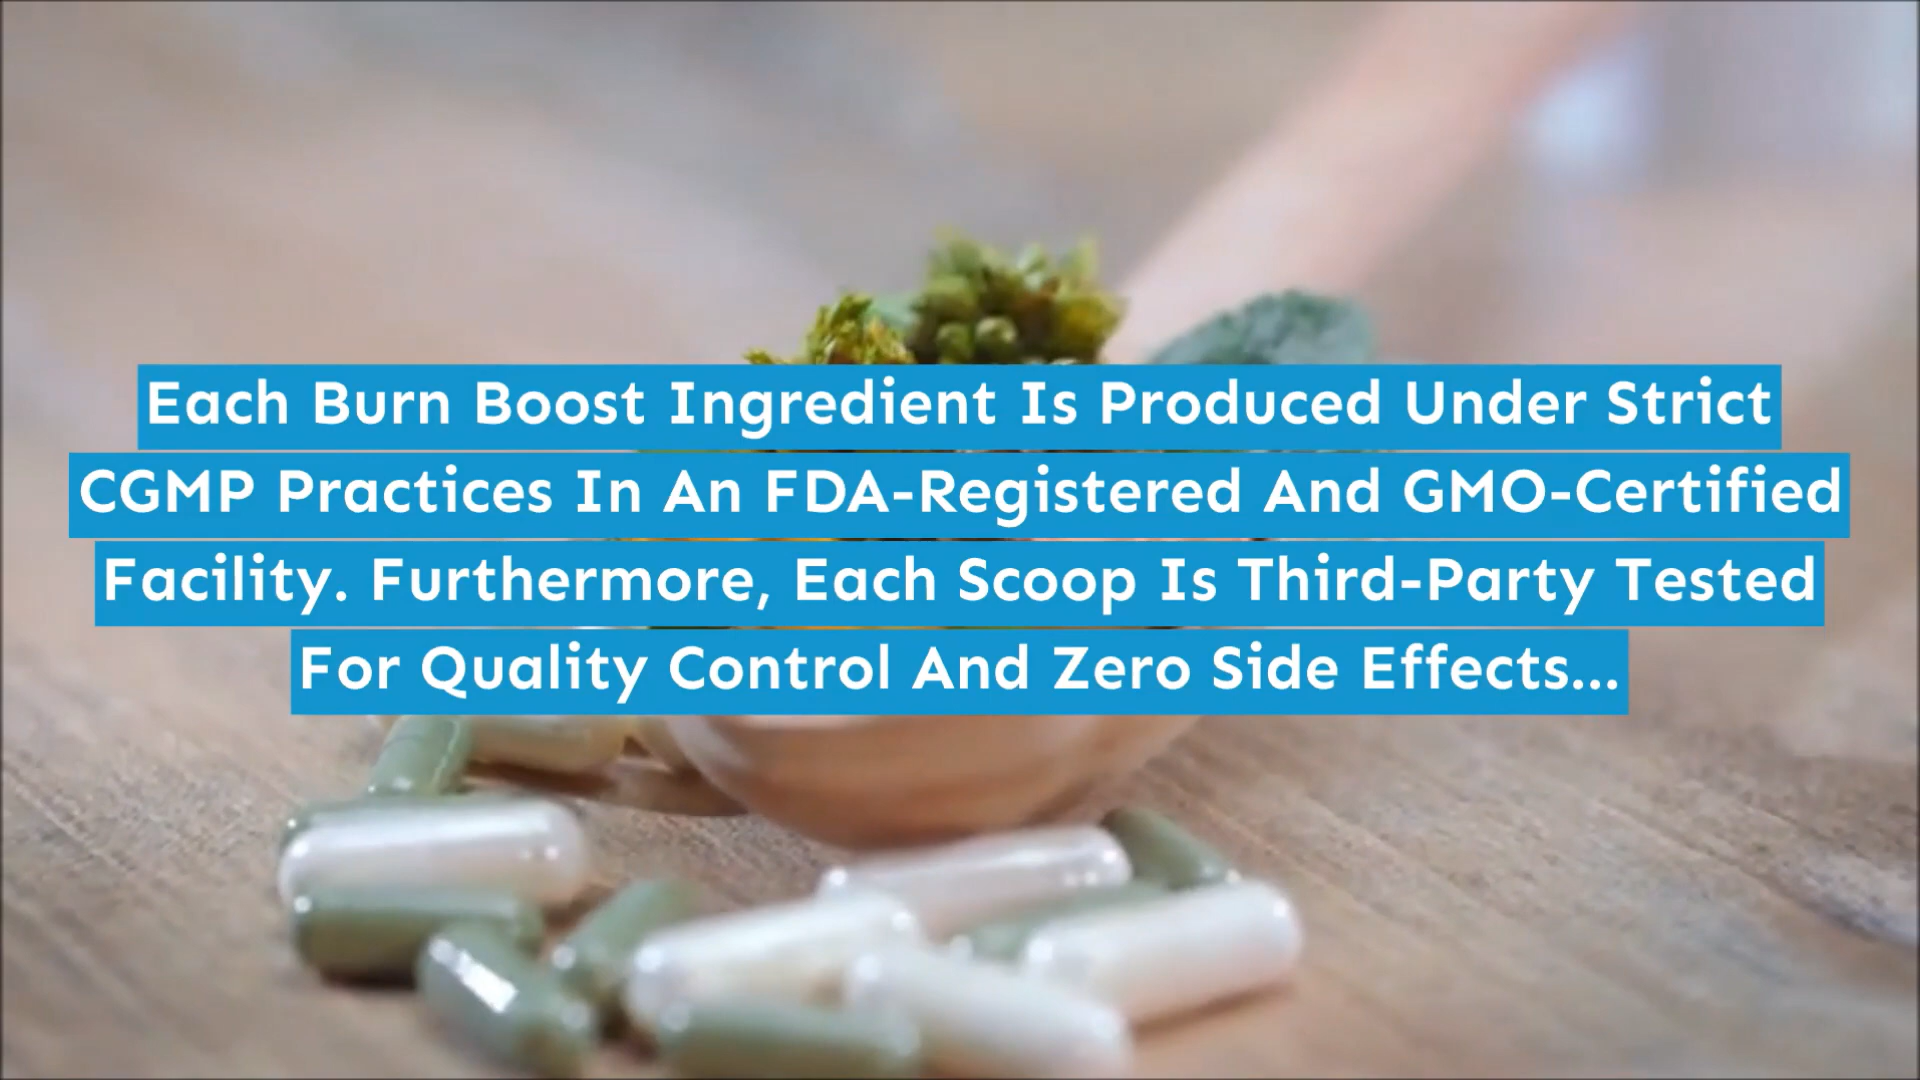 Each Burn Boost Ingredient Is Produced Under Strict
CGMP Practices In An FDA-Registered And GMO-Certified
Facility. Furthermore, Each Scoop Is Third-Party Tested
For Quality Control And Zero Side Effects...